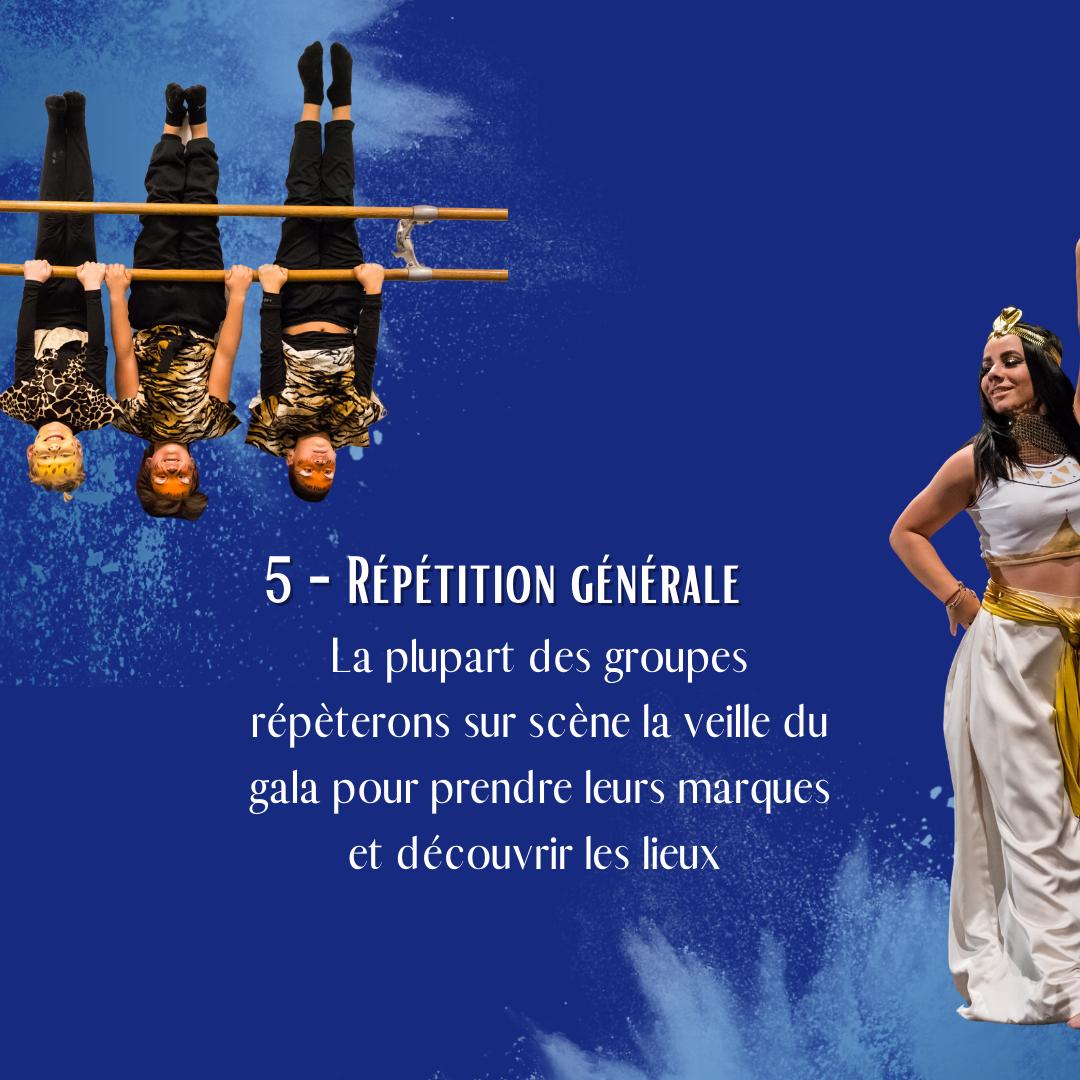 5 - Répétition générale
La plupart des groupes
répèterons sur scène la veille du
gala pour prendre leurs marques
et découvrir les lieux